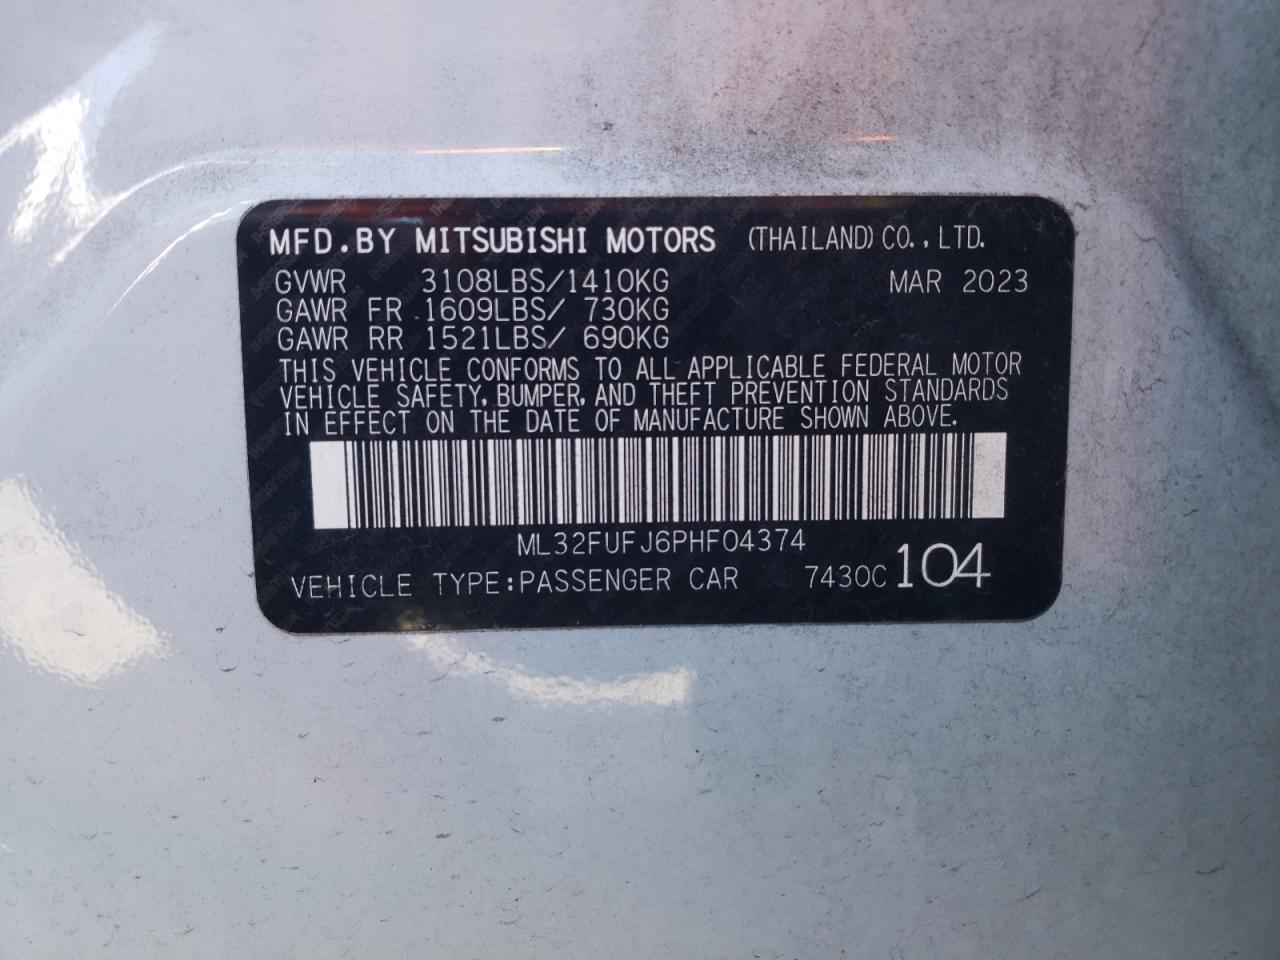 MFD.BY MITSUBISHI MOTORS (THAILAND) CO., LTD.
GVWR 3108LBS/1410KG MAR 2023
GAWR FR 1609LBS/ 730KG
GAWR RR 1521LBS/ 690KG
THIS VEHICLE CONFORMS TO ALL APPLICABLE FEDERAL MOTOR
VEHICLE SAFETY, BUMPER, AND THEFT PREVENTION STANDARDS
IN EFFECT ON THE DATE OF MANUFACTURE SHOWN ABOVE.
ML32FUFJ6PHF04374
VEHICLE TYPE:PASSENGER CAR 7430C 104